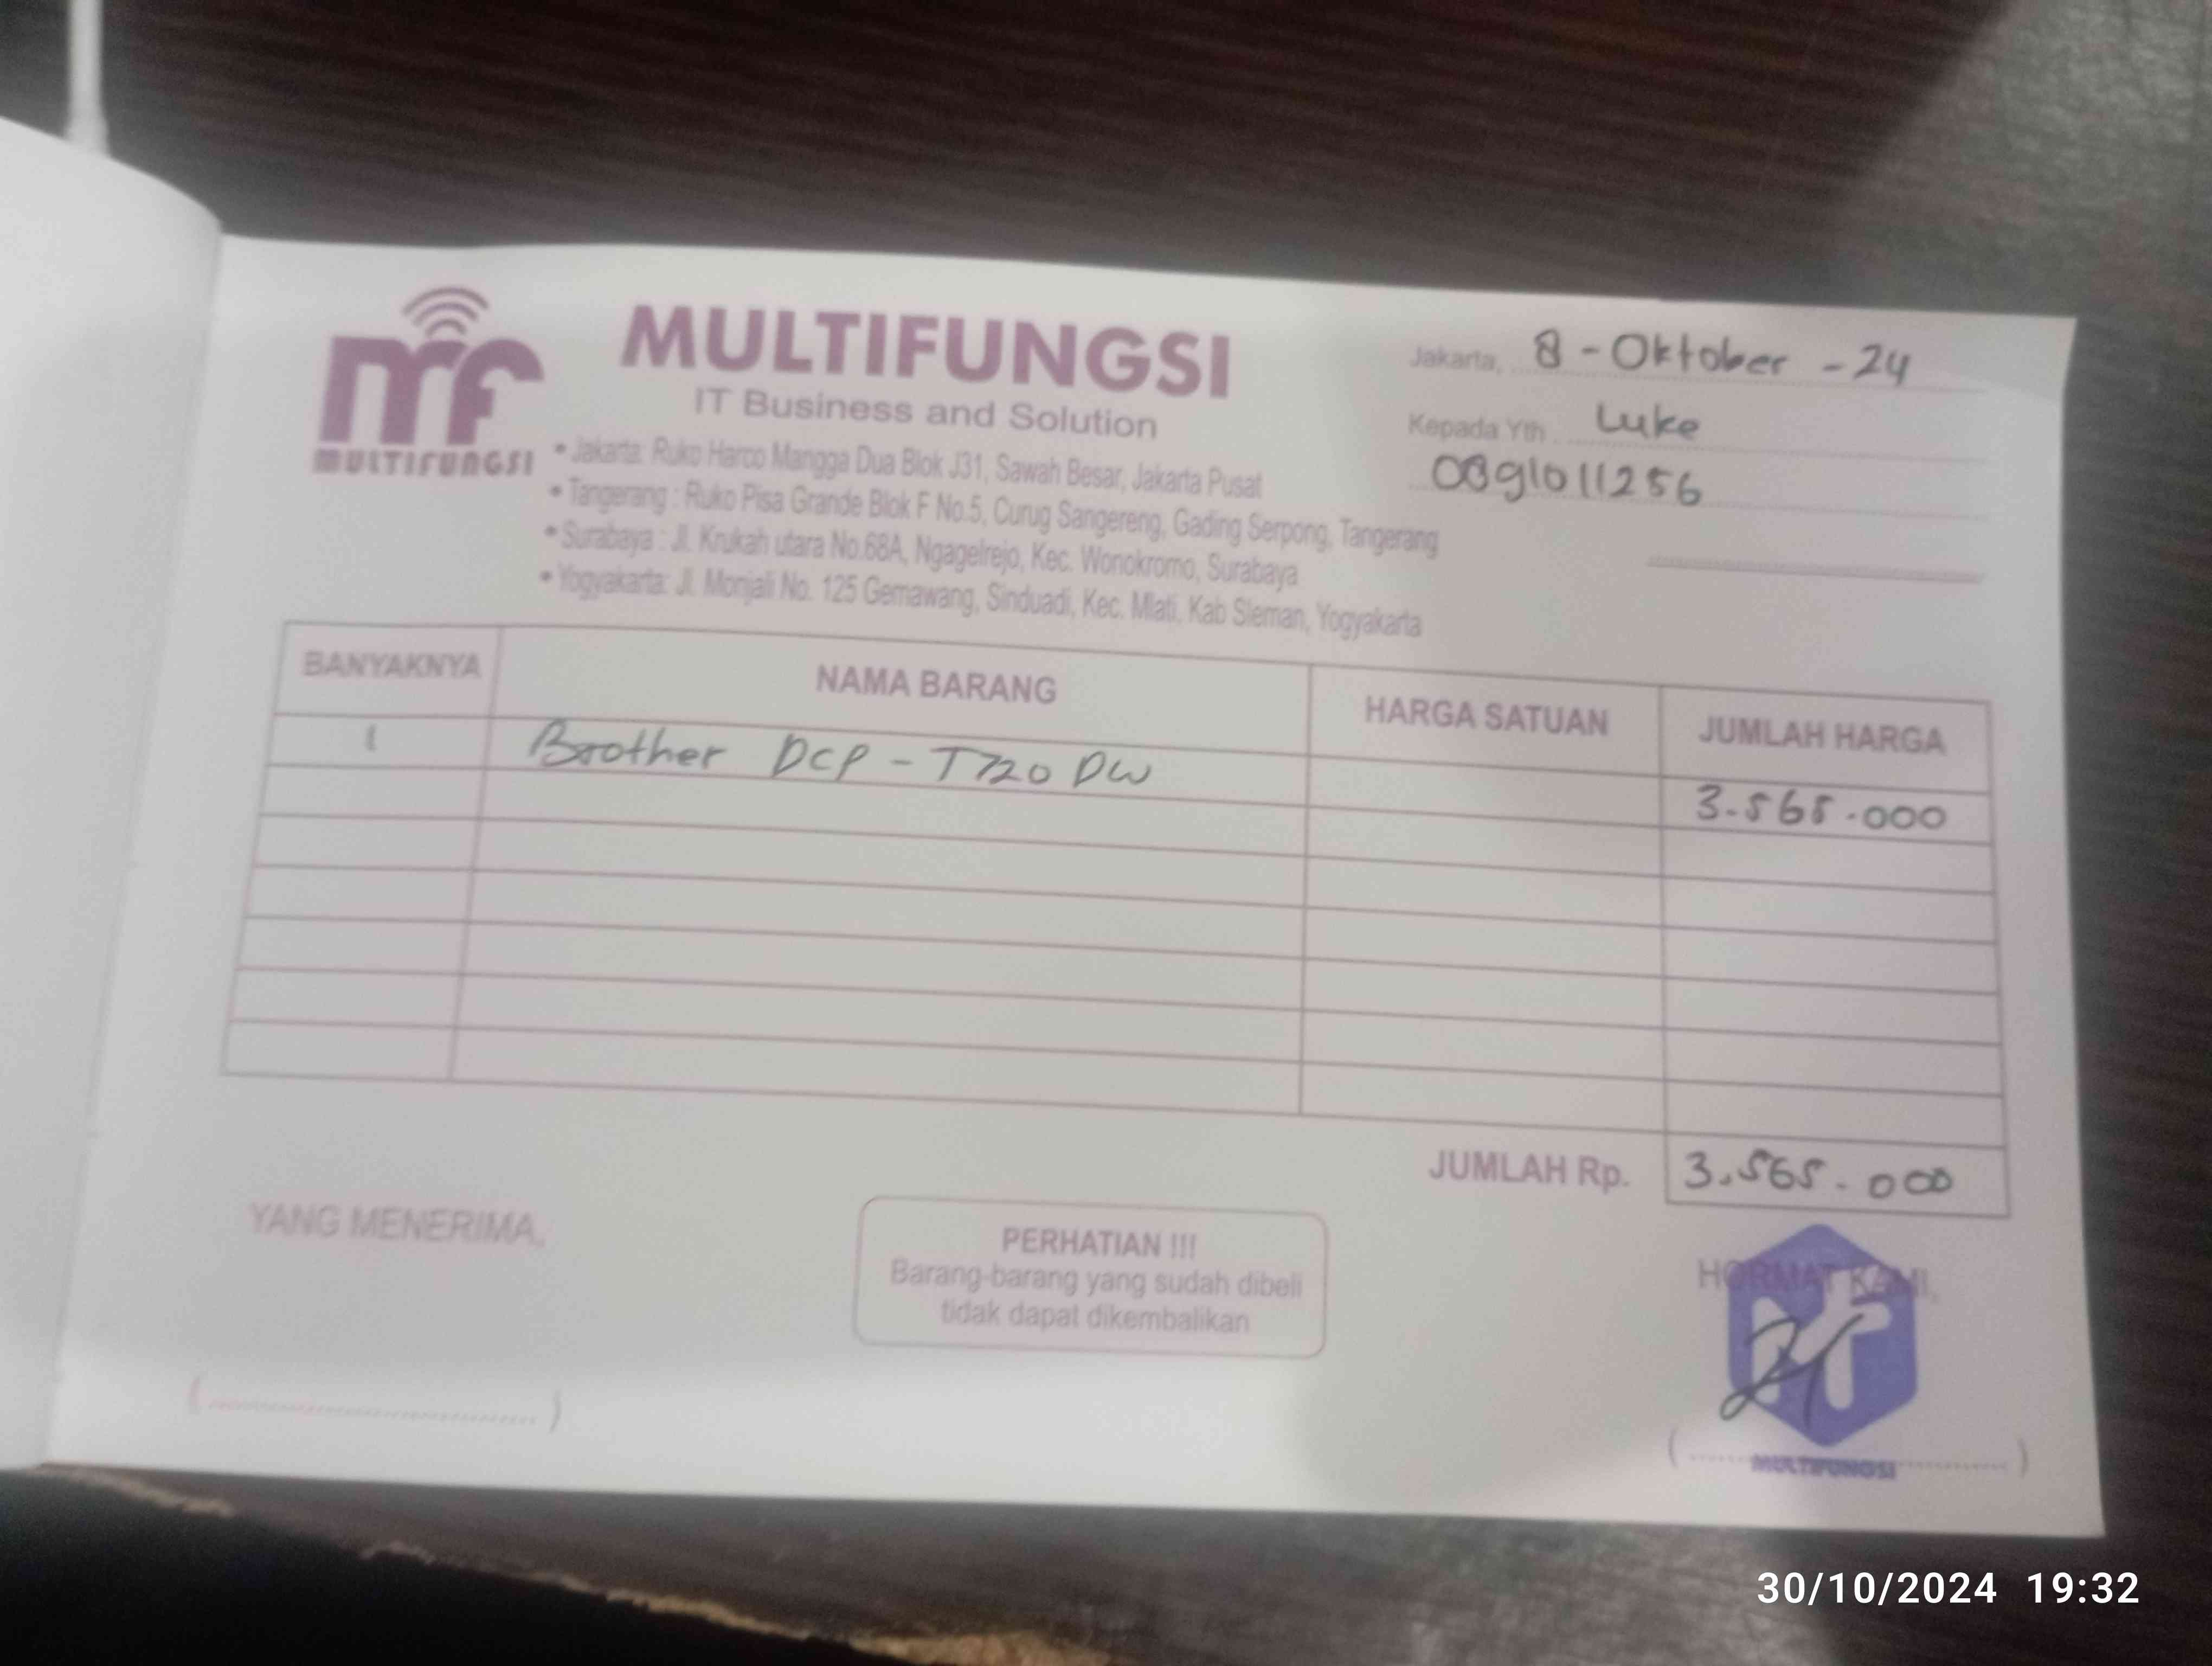 MULTIFUNGSI
IT Business and Solution
mf
MULTIFUNGSI
• Jakarta: Ruko Harco Mangga Dua Blok J31, Sawah Besar, Jakarta Pusat
• Tangerang : Ruko Pisa Grande Blok F No.5, Curug Sangereng, Gading Serpong, Tangerang
• Surabaya : Jl. Krukah utara No.68A, Ngagelrejo, Kec. Wonokromo, Surabaya
• Yogyakarta: Jl. Monjali No. 125 Gemawang, Sinduadi, Kec. Mlati, Kab Sleman, Yogyakarta
Jakarta, 8 - Oktober - 24
Kepada Yth Luke
0891011256
BANYAKNYA NAMA BARANG HARGA SATUAN JUMLAH HARGA
1 Brother DCP - T720 DW 3.565.000
JUMLAH Rp. 3.565.000
YANG MENERIMA,
PERHATIAN !!!
Barang-barang yang sudah dibeli
tidak dapat dikembalikan
HORMAT KAMI,
MULTIFUNGSI
30/10/2024 19:32